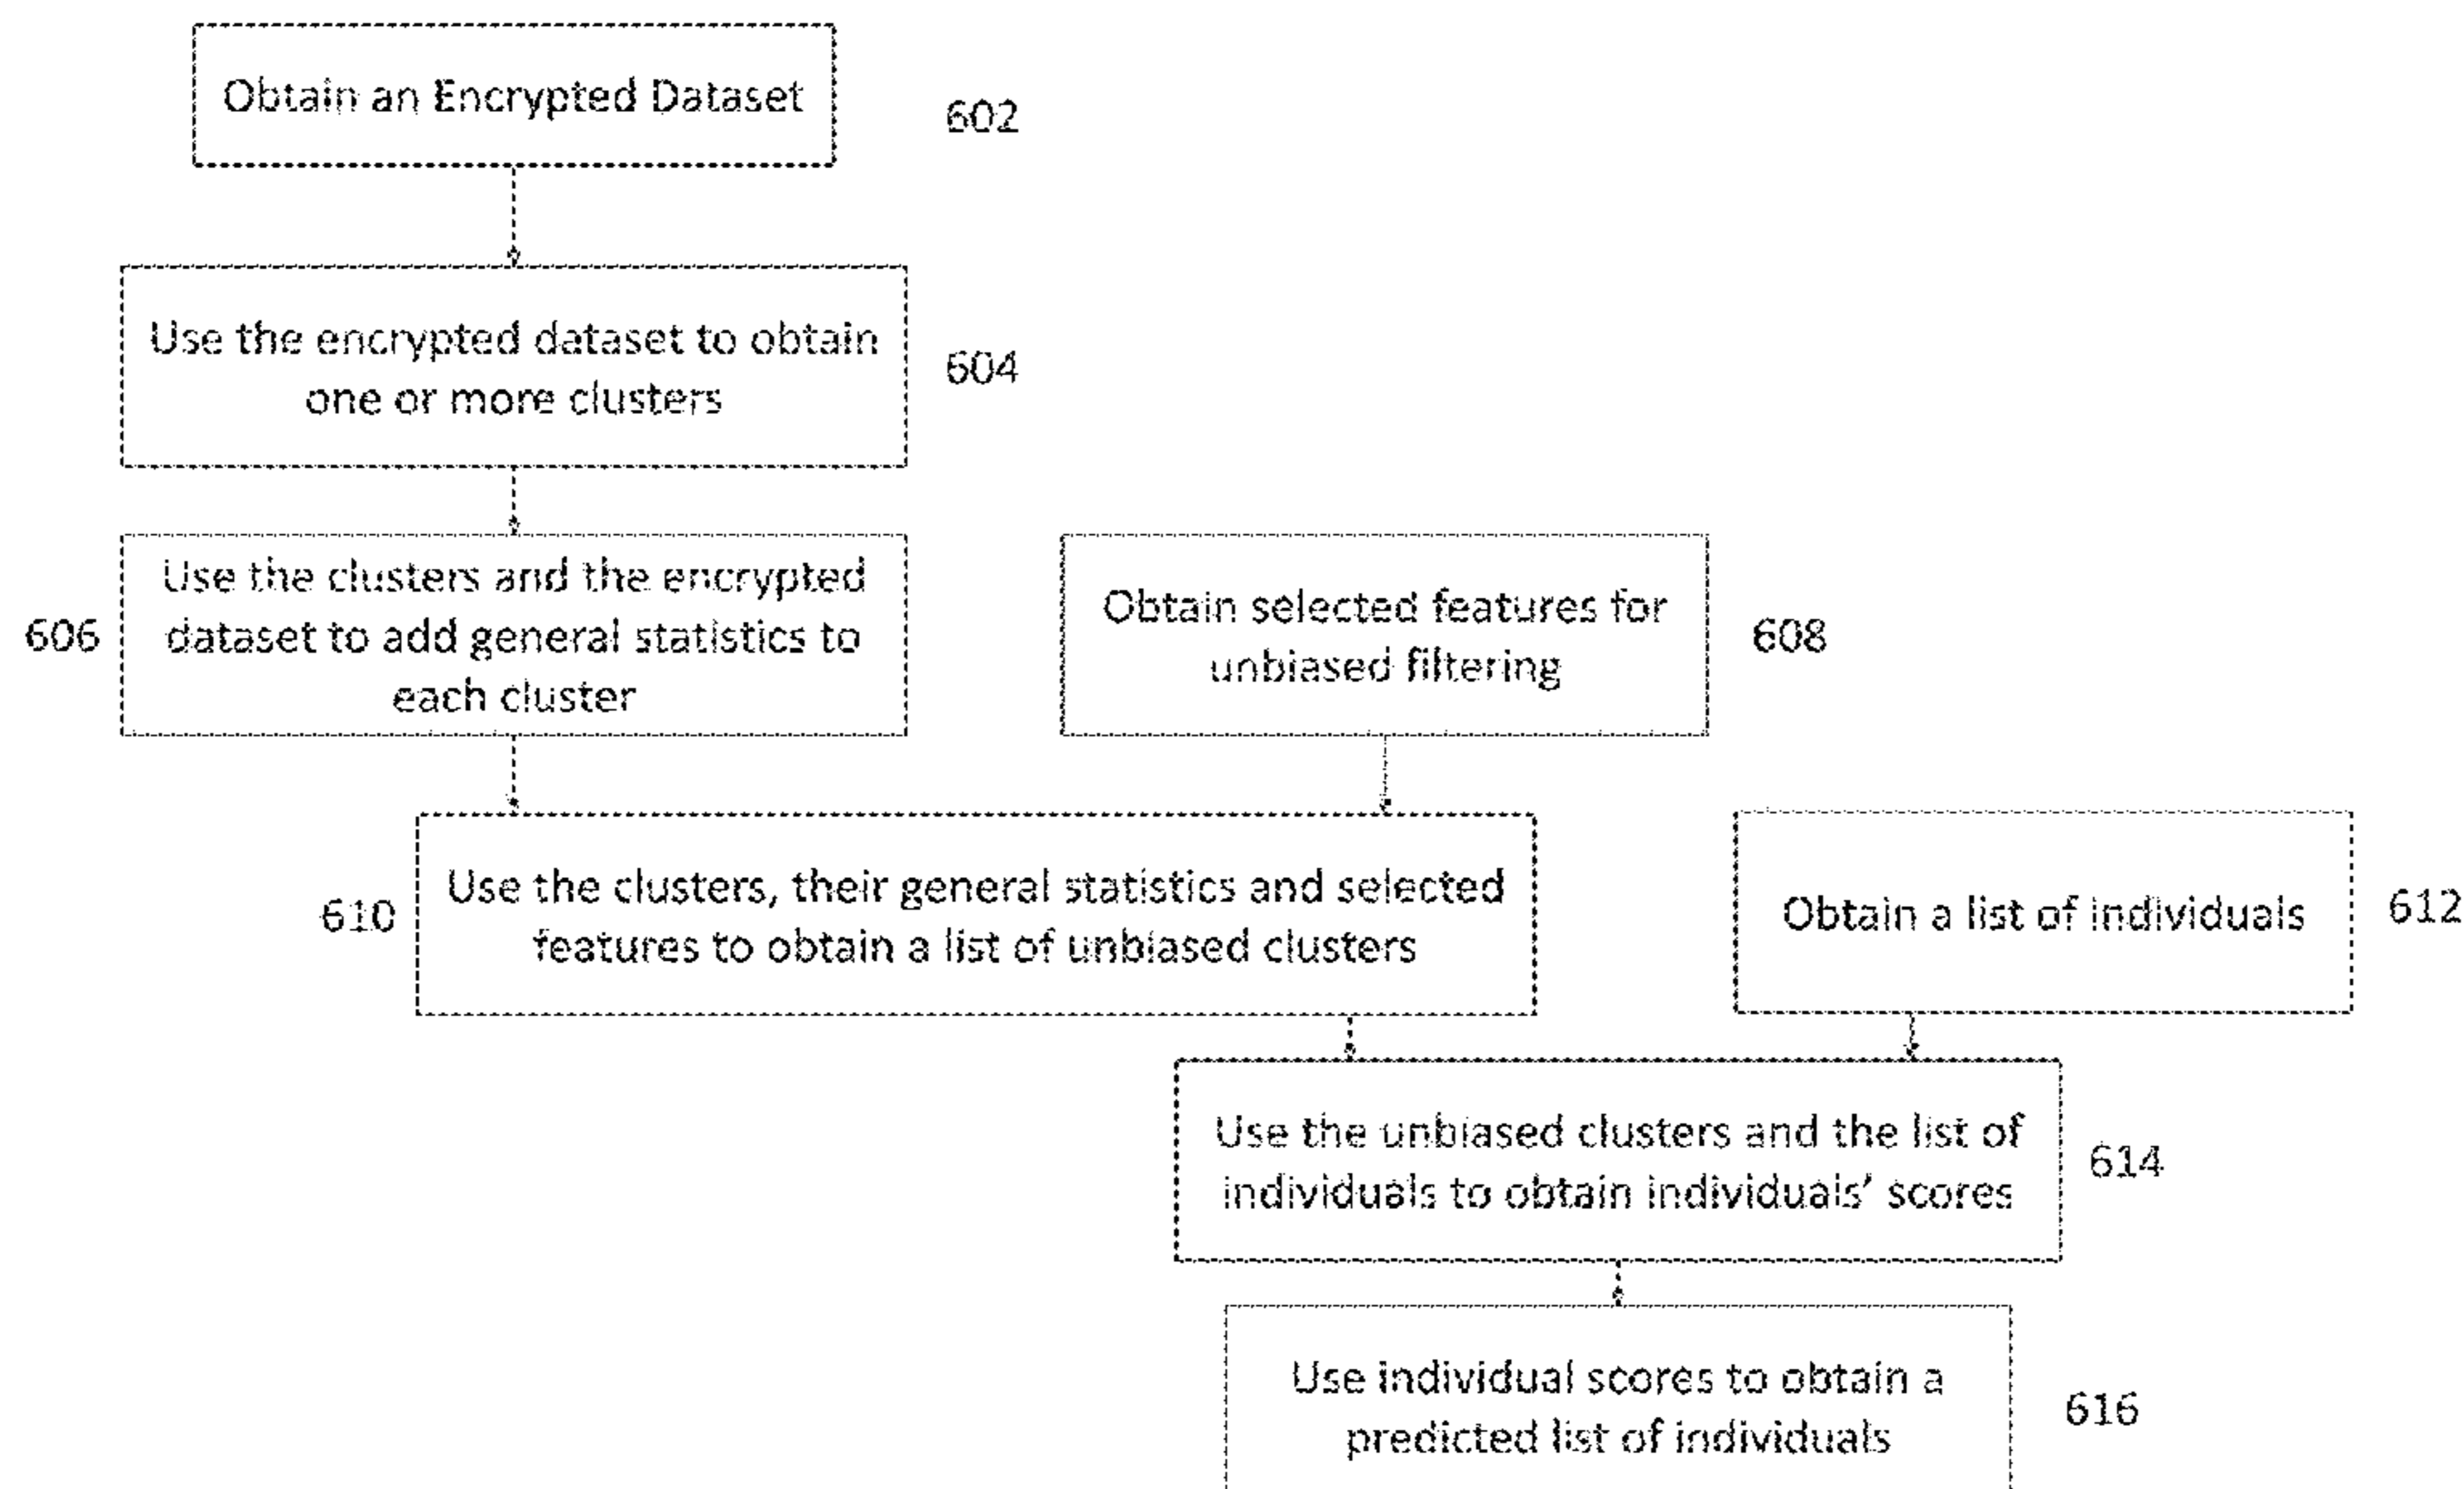 Obtain an Encrypted Dataset
602
Use the encrypted dataset to obtain
one or more clusters
604
606
Use the clusters and the encrypted
dataset to add general statistics to
each cluster
Obtain selected features for
unbiased filtering
608
610
Use the clusters, their general statistics and selected
features to obtain a list of unbiased clusters
Obtain a list of individuals
612
Use the unbiased clusters and the list of
individuals to obtain individuals' scores
614
Use individual scores to obtain a
predicted list of individuals
616